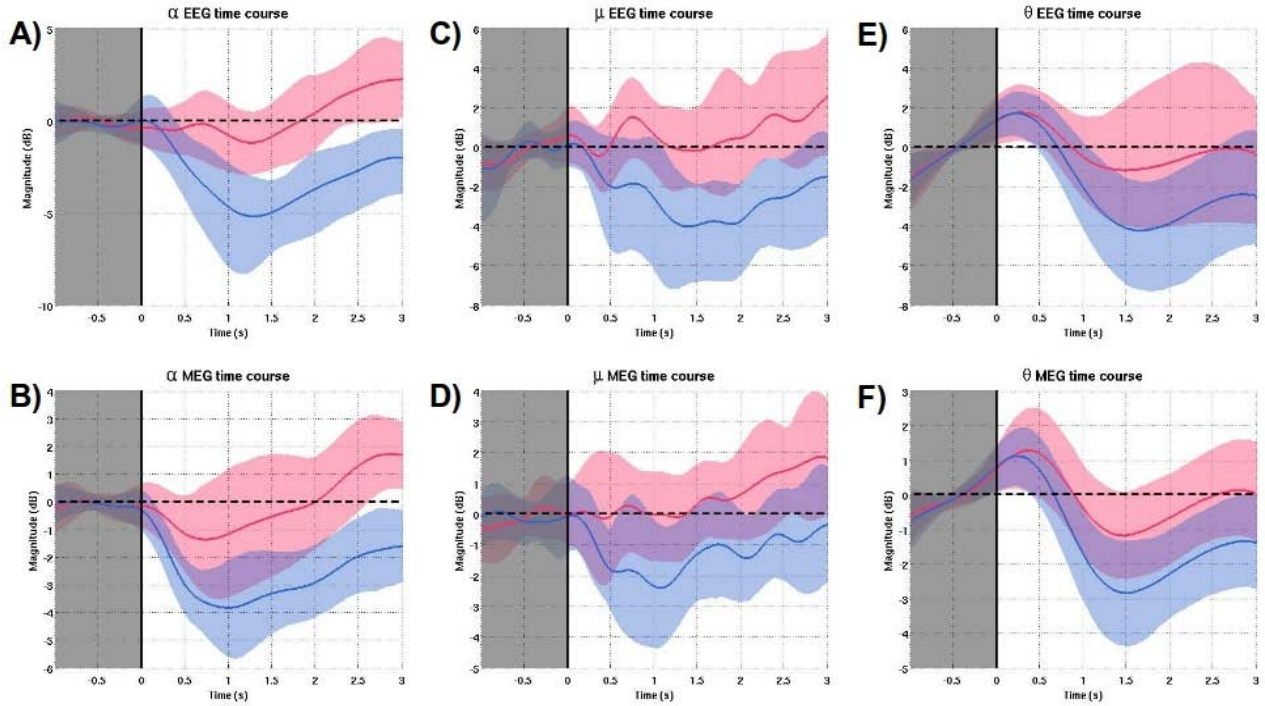 A)
α EEG time course
Magnitude (dB)
5
0
-5
-10
-0.5 0 0.5 1 1.5 2 2.5 3
Time (s)
C)
μ EEG time course
Magnitude (dB)
6
4
2
0
-2
-4
-6
-8
-0.5 0 0.5 1 1.5 2 2.5 3
Time (s)
E)
θ EEG time course
Magnitude (dB)
6
4
2
0
-2
-4
-6
-8
-0.5 0 0.5 1 1.5 2 2.5 3
Time (s)
B)
α MEG time course
Magnitude (dB)
4
3
2
1
0
-1
-2
-3
-4
-5
-6
-0.5 0 0.5 1 1.5 2 2.5 3
Time (s)
D)
μ MEG time course
Magnitude (dB)
4
3
2
1
0
-1
-2
-3
-4
-5
-0.5 0 0.5 1 1.5 2 2.5 3
Time (s)
F)
θ MEG time course
Magnitude (dB)
3
2
1
0
-1
-2
-3
-4
-5
-0.5 0 0.5 1 1.5 2 2.5 3
Time (s)